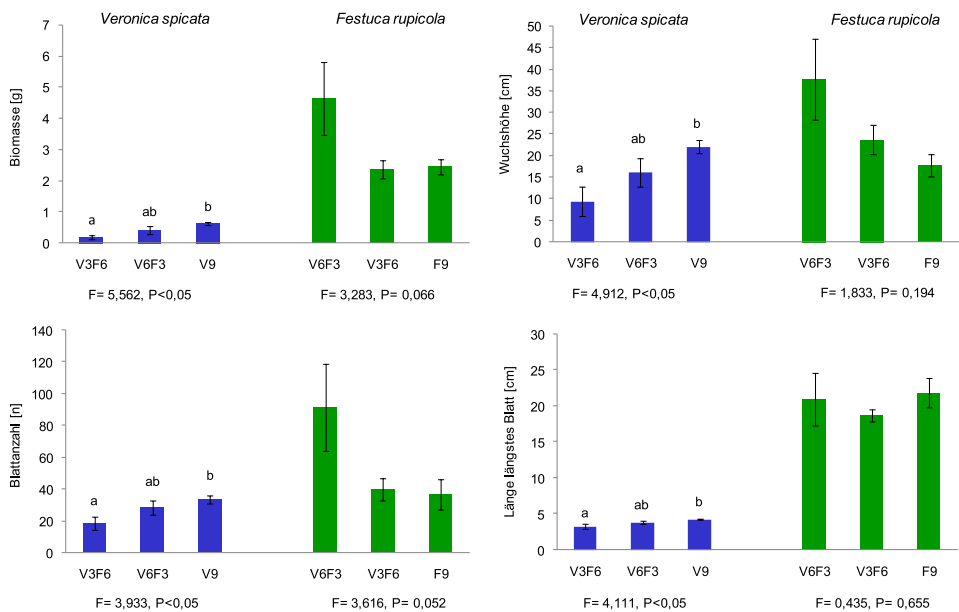 Veronica spicata Festuca rupicola
Biomasse [g]
7
6
5
4
3
2
1
0
a ab b
V3F6 V6F3 V9 V6F3 V3F6 F9
F= 5,562, P<0,05 F= 3,283, P= 0,066
Veronica spicata Festuca rupicola
Wuchshöhe [cm]
50
45
40
35
30
25
20
15
10
5
0
a ab b
V3F6 V6F3 V9 V6F3 V3F6 F9
F= 4,912, P<0,05 F= 1,833, P= 0,194
Blattanzahl [n]
140
120
100
80
60
40
20
0
a ab b
V3F6 V6F3 V9 V6F3 V3F6 F9
F= 3,933, P<0,05 F= 3,616, P= 0,052
Länge längstes Blatt [cm]
30
25
20
15
10
5
0
a ab b
V3F6 V6F3 V9 V6F3 V3F6 F9
F= 4,111, P<0,05 F= 0,435, P= 0,655